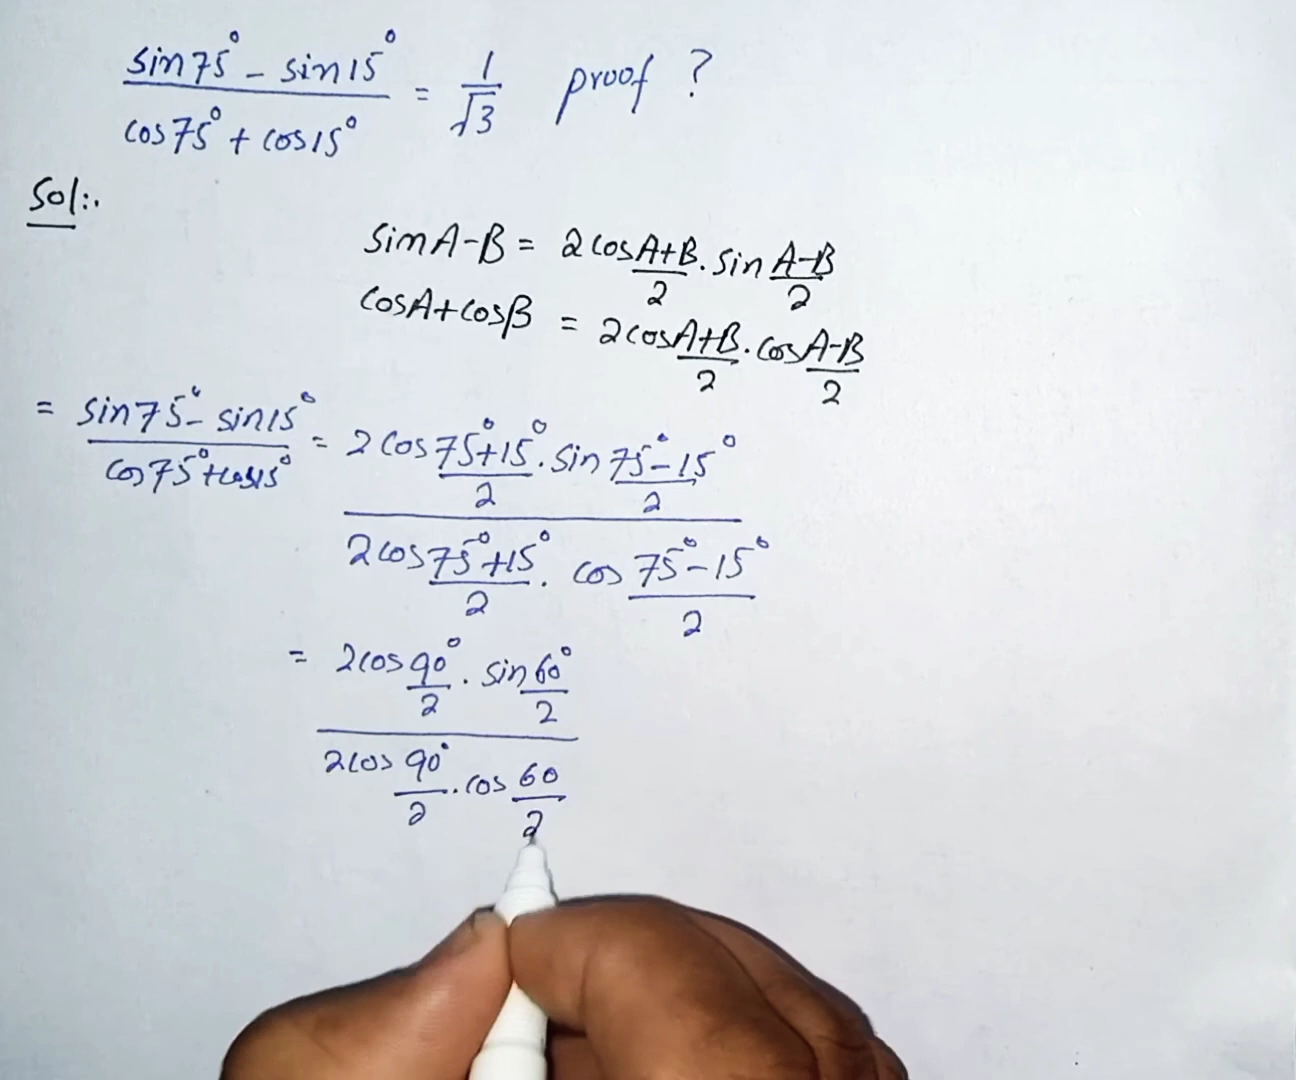 sin75° - sin15° / cos75° + cos15° = 1/√3 proof ?
Sol:.
sinA-B = 2cos A+B/2 . sin A-B/2
cosA+cosB = 2cos A+B/2 . cos A-B/2
= sin75° - sin15° / cos75° + cos15° = 2cos 75°+15°/2 . sin 75°-15°/2 / 2cos 75°+15°/2 . cos 75°-15°/2
= 2cos 90°/2 . sin 60°/2 / 2cos 90°/2 . cos 60/2